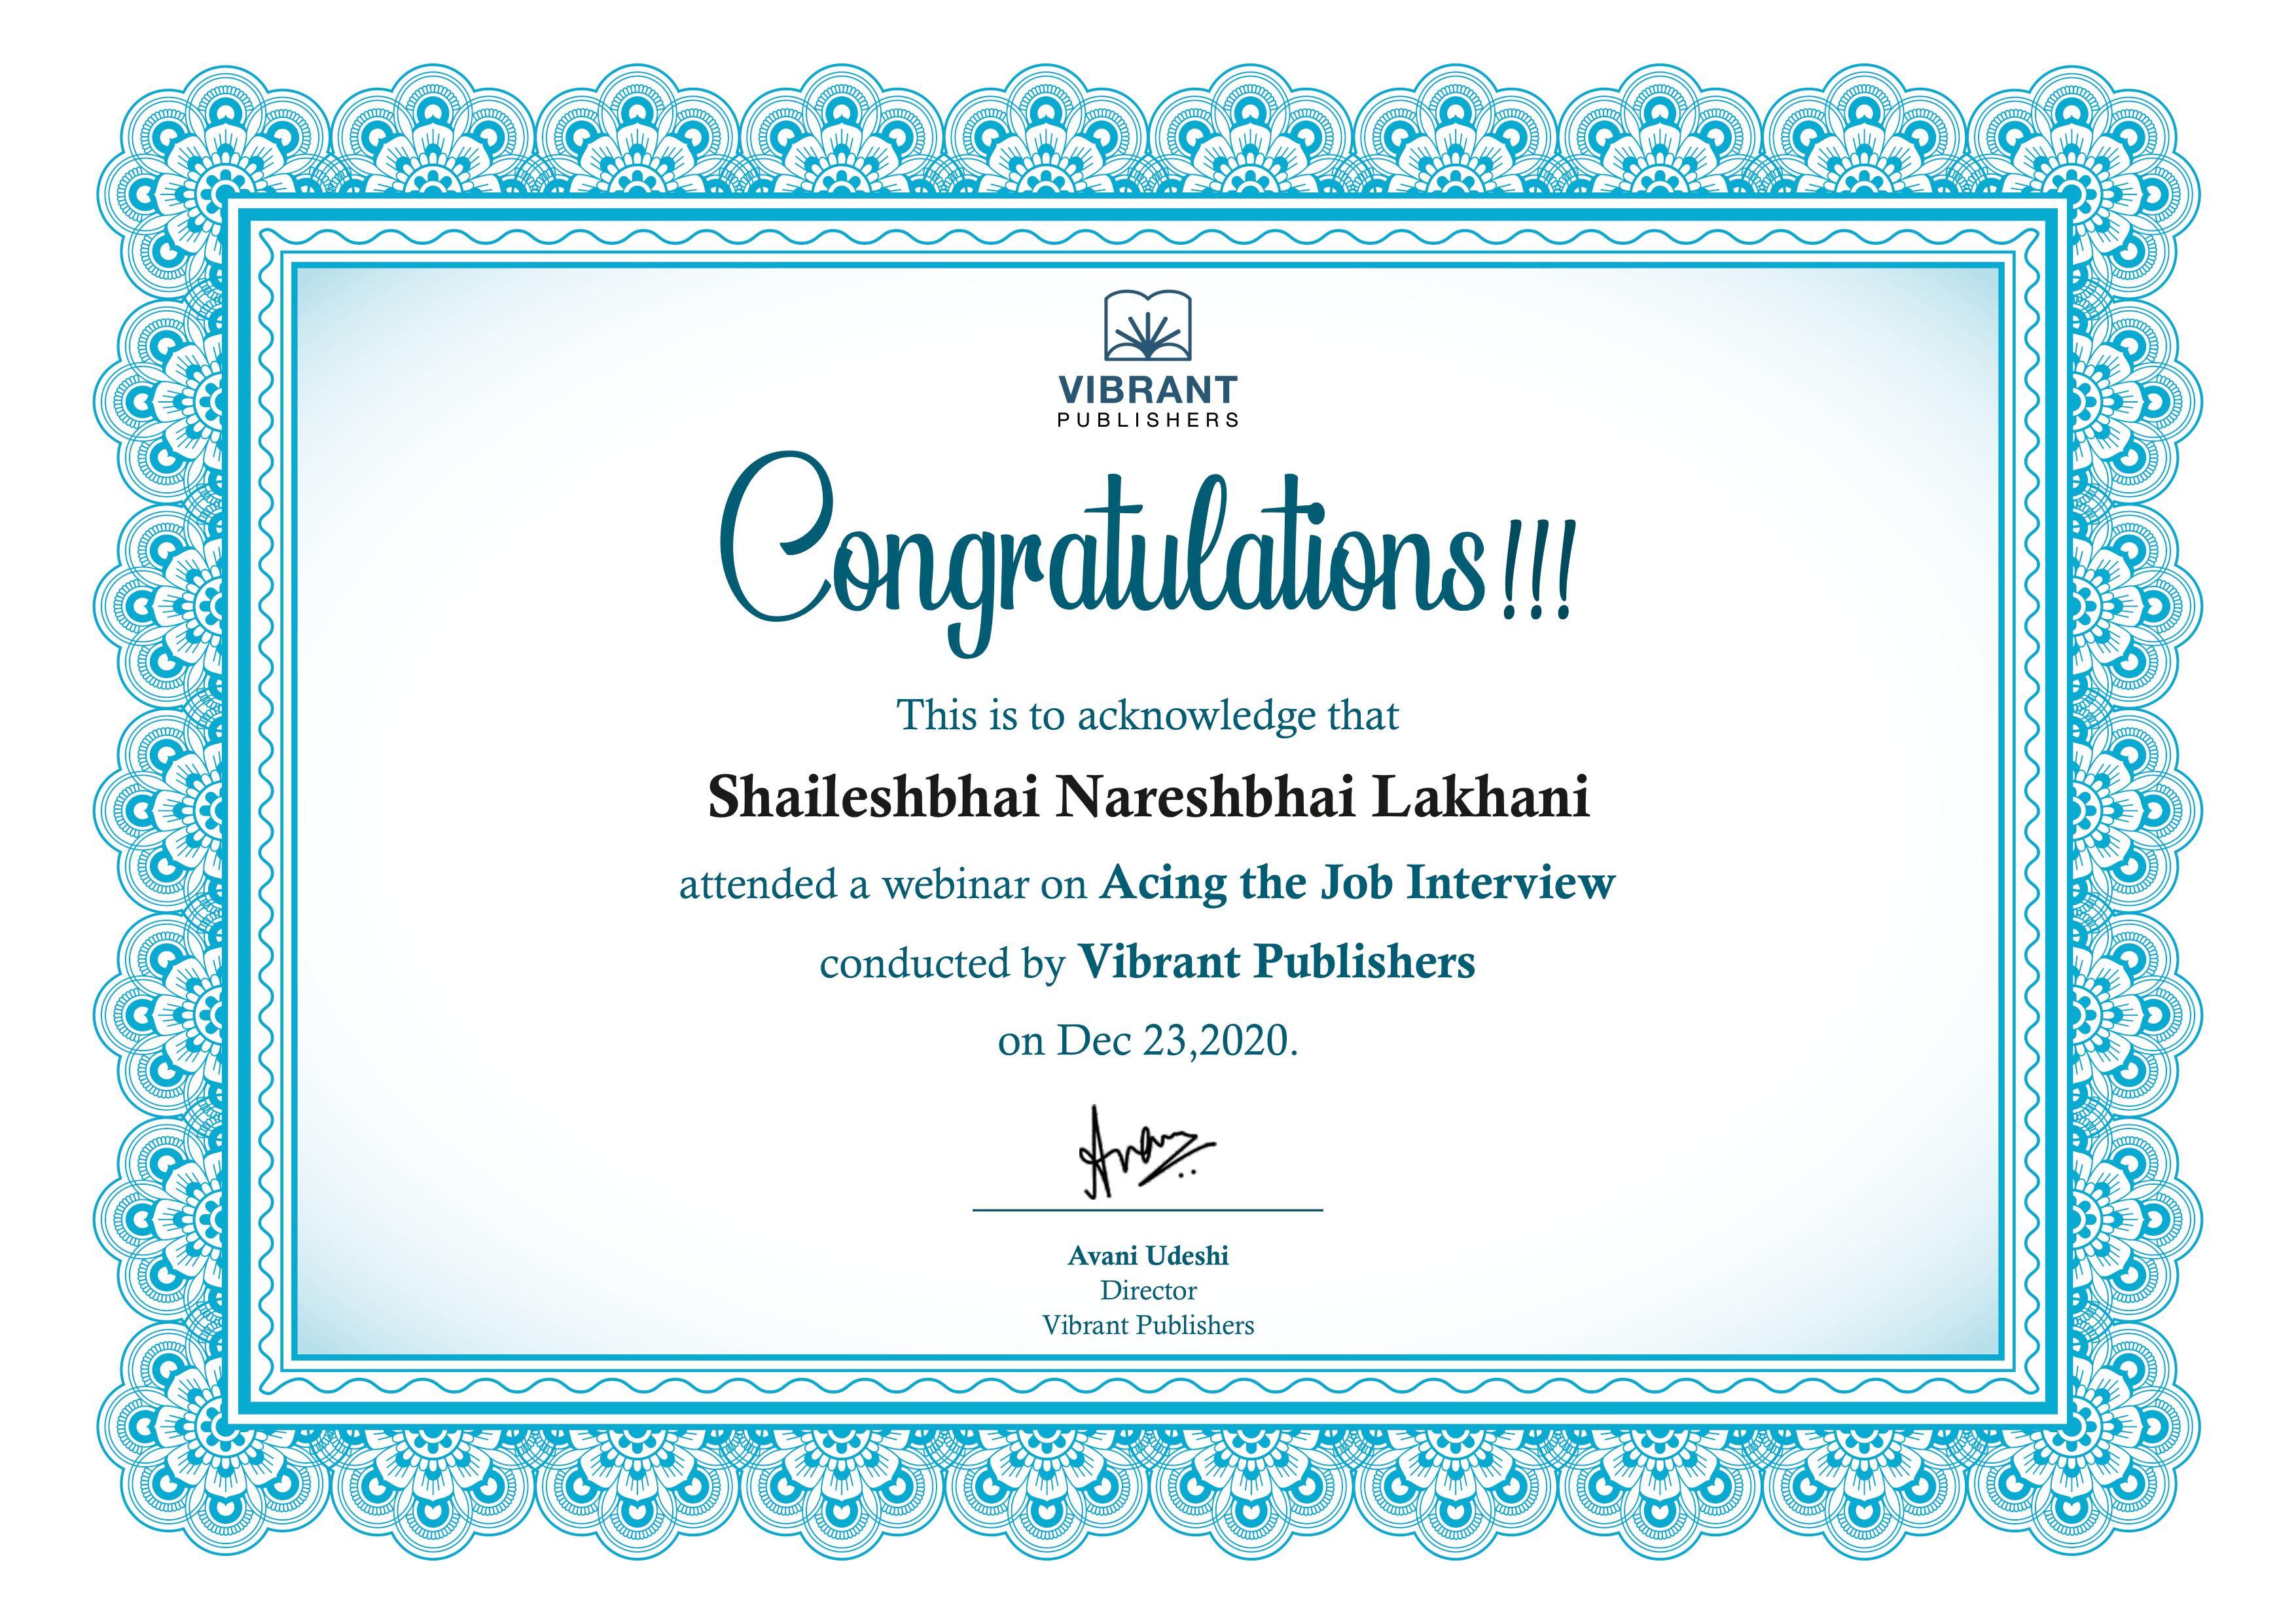 VIBRANT
PUBLISHERS
Congratulations!!!
This is to acknowledge that
Shaileshbhai Nareshbhai Lakhani
attended a webinar on Acing the Job Interview
conducted by Vibrant Publishers
on Dec 23,2020.
Avani Udeshi
Director
Vibrant Publishers